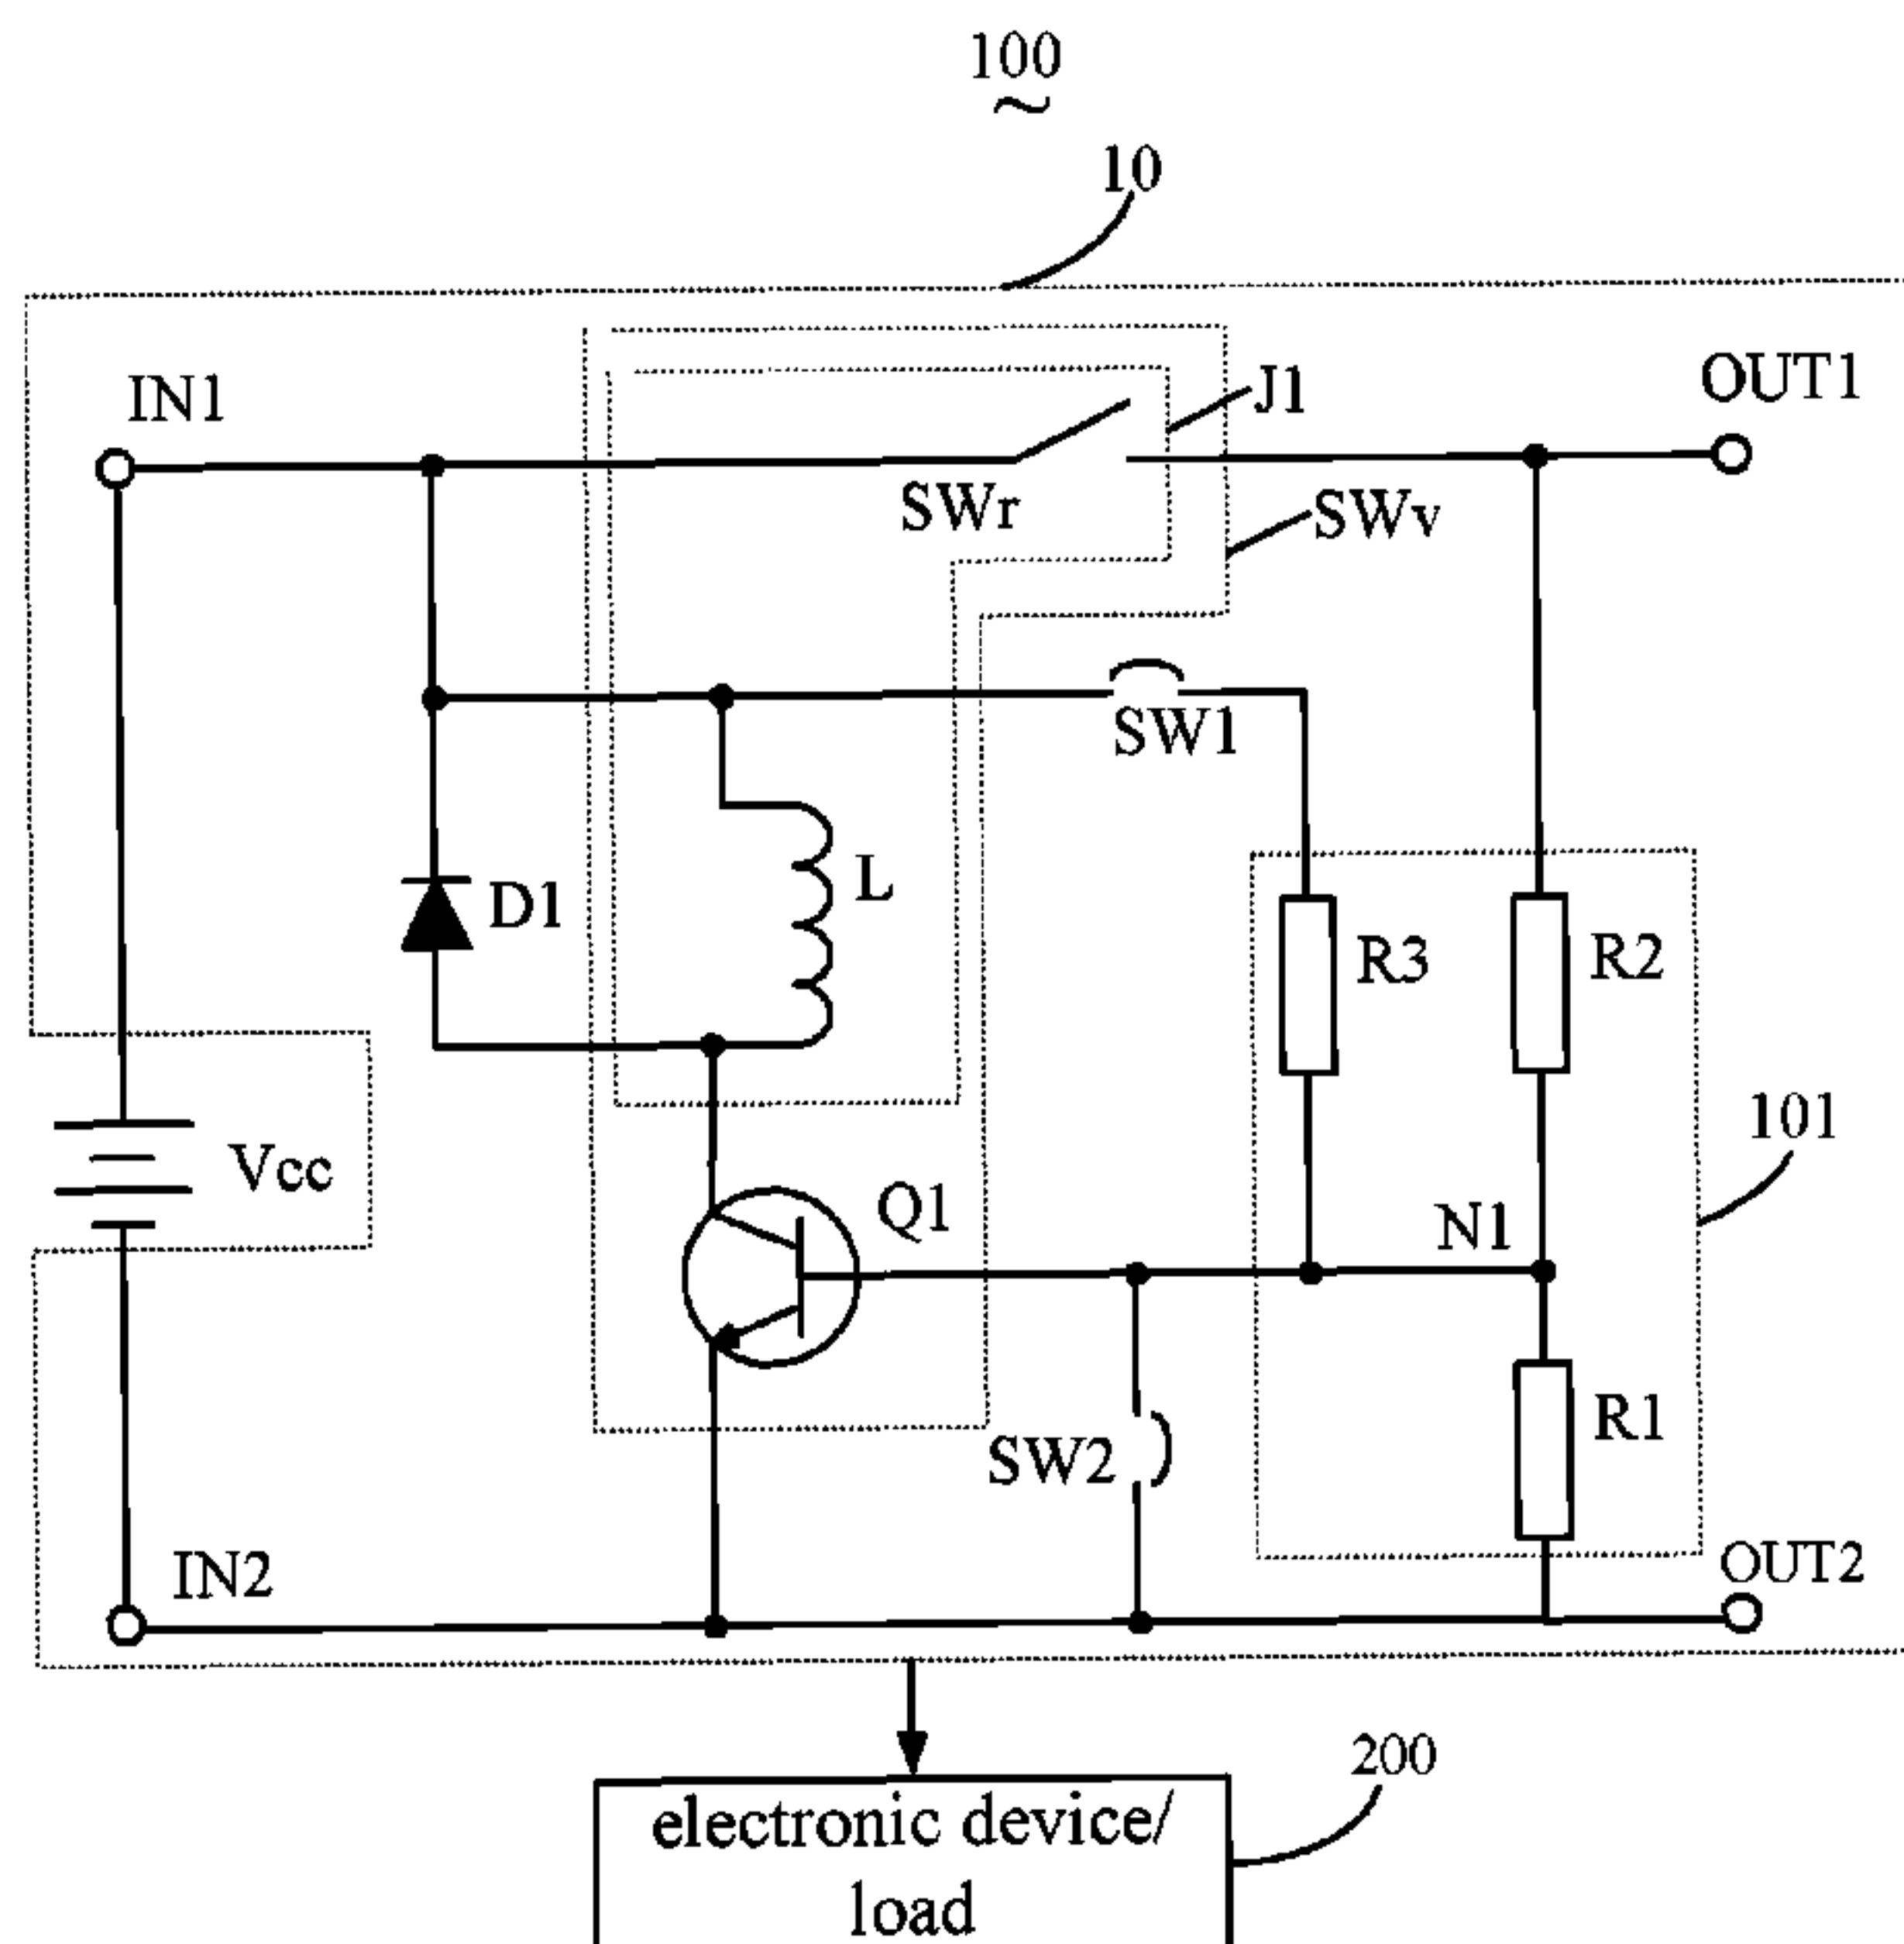 100
10
IN1
J1
OUT1
SWr
SWv
SW1
D1
L
R3
R2
Vcc
101
Q1
N1
R1
SW2
IN2
OUT2
200
electronic device/
load